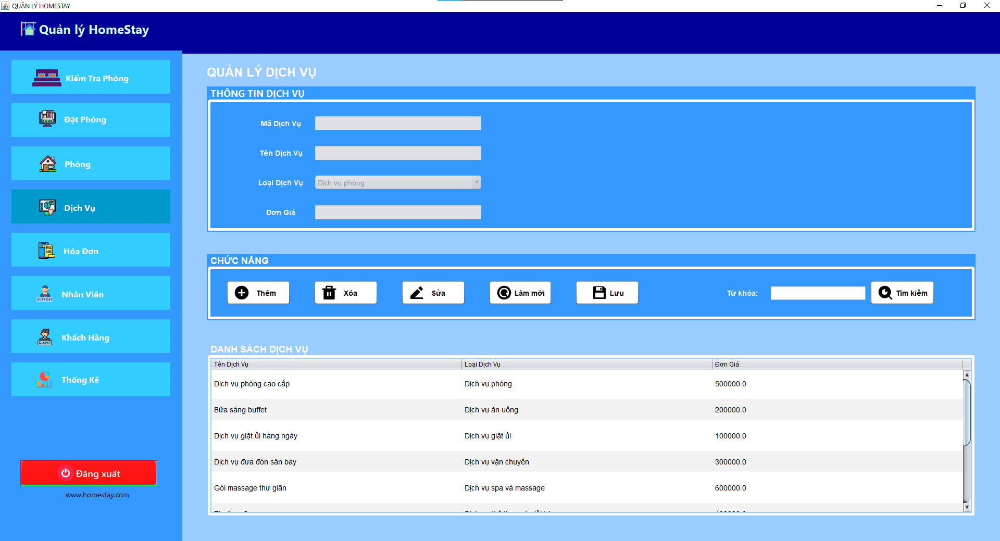 QUẢN LÝ HOMESTAY
Quản lý HomeStay
Kiểm Tra Phòng
Đặt Phòng
Phòng
Dịch Vụ
Hóa Đơn
Nhân Viên
Khách Hàng
Thống Kê
Đăng xuất
www.homestay.com
QUẢN LÝ DỊCH VỤ
THÔNG TIN DỊCH VỤ
Mã Dịch Vụ
Tên Dịch Vụ
Loại Dịch Vụ Dịch vụ phòng
Đơn Giá
CHỨC NĂNG
Thêm Xóa Sửa Làm mới Lưu Từ khóa: Tìm kiếm
DANH SÁCH DỊCH VỤ
Tên Dịch Vụ Loại Dịch Vụ Đơn Giá
Dịch vụ phòng cao cấp Dịch vụ phòng 500000.0
Bữa sáng buffet Dịch vụ ăn uống 200000.0
Dịch vụ giặt ủi hàng ngày Dịch vụ giặt ủi 100000.0
Dịch vụ đưa đón sân bay Dịch vụ vận chuyển 300000.0
Gói massage thư giãn Dịch vụ spa và massage 600000.0